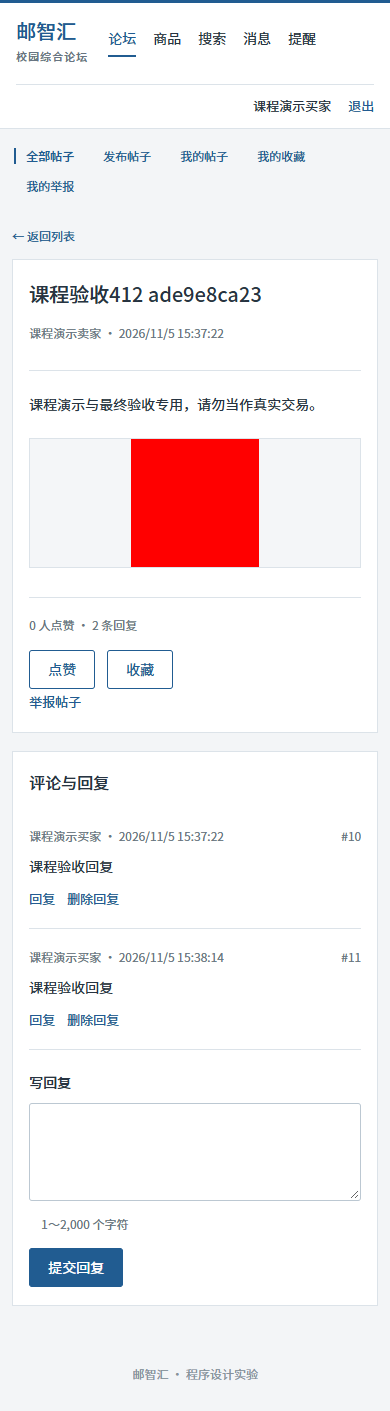 邮智汇
校园综合论坛
论坛 商品 搜索 消息 提醒
课程演示买家 退出
全部帖子 发布帖子 我的帖子 我的收藏
我的举报
← 返回列表
课程验收412 ade9e8ca23
课程演示卖家 · 2026/11/5 15:37:22
课程演示与最终验收专用，请勿当作真实交易。
0 人点赞 · 2 条回复
点赞 收藏
举报帖子
评论与回复
课程演示买家 · 2026/11/5 15:37:22 #10
课程验收回复
回复 删除回复
课程演示买家 · 2026/11/5 15:38:14 #11
课程验收回复
回复 删除回复
写回复
1～2,000 个字符
提交回复
邮智汇 · 程序设计实验